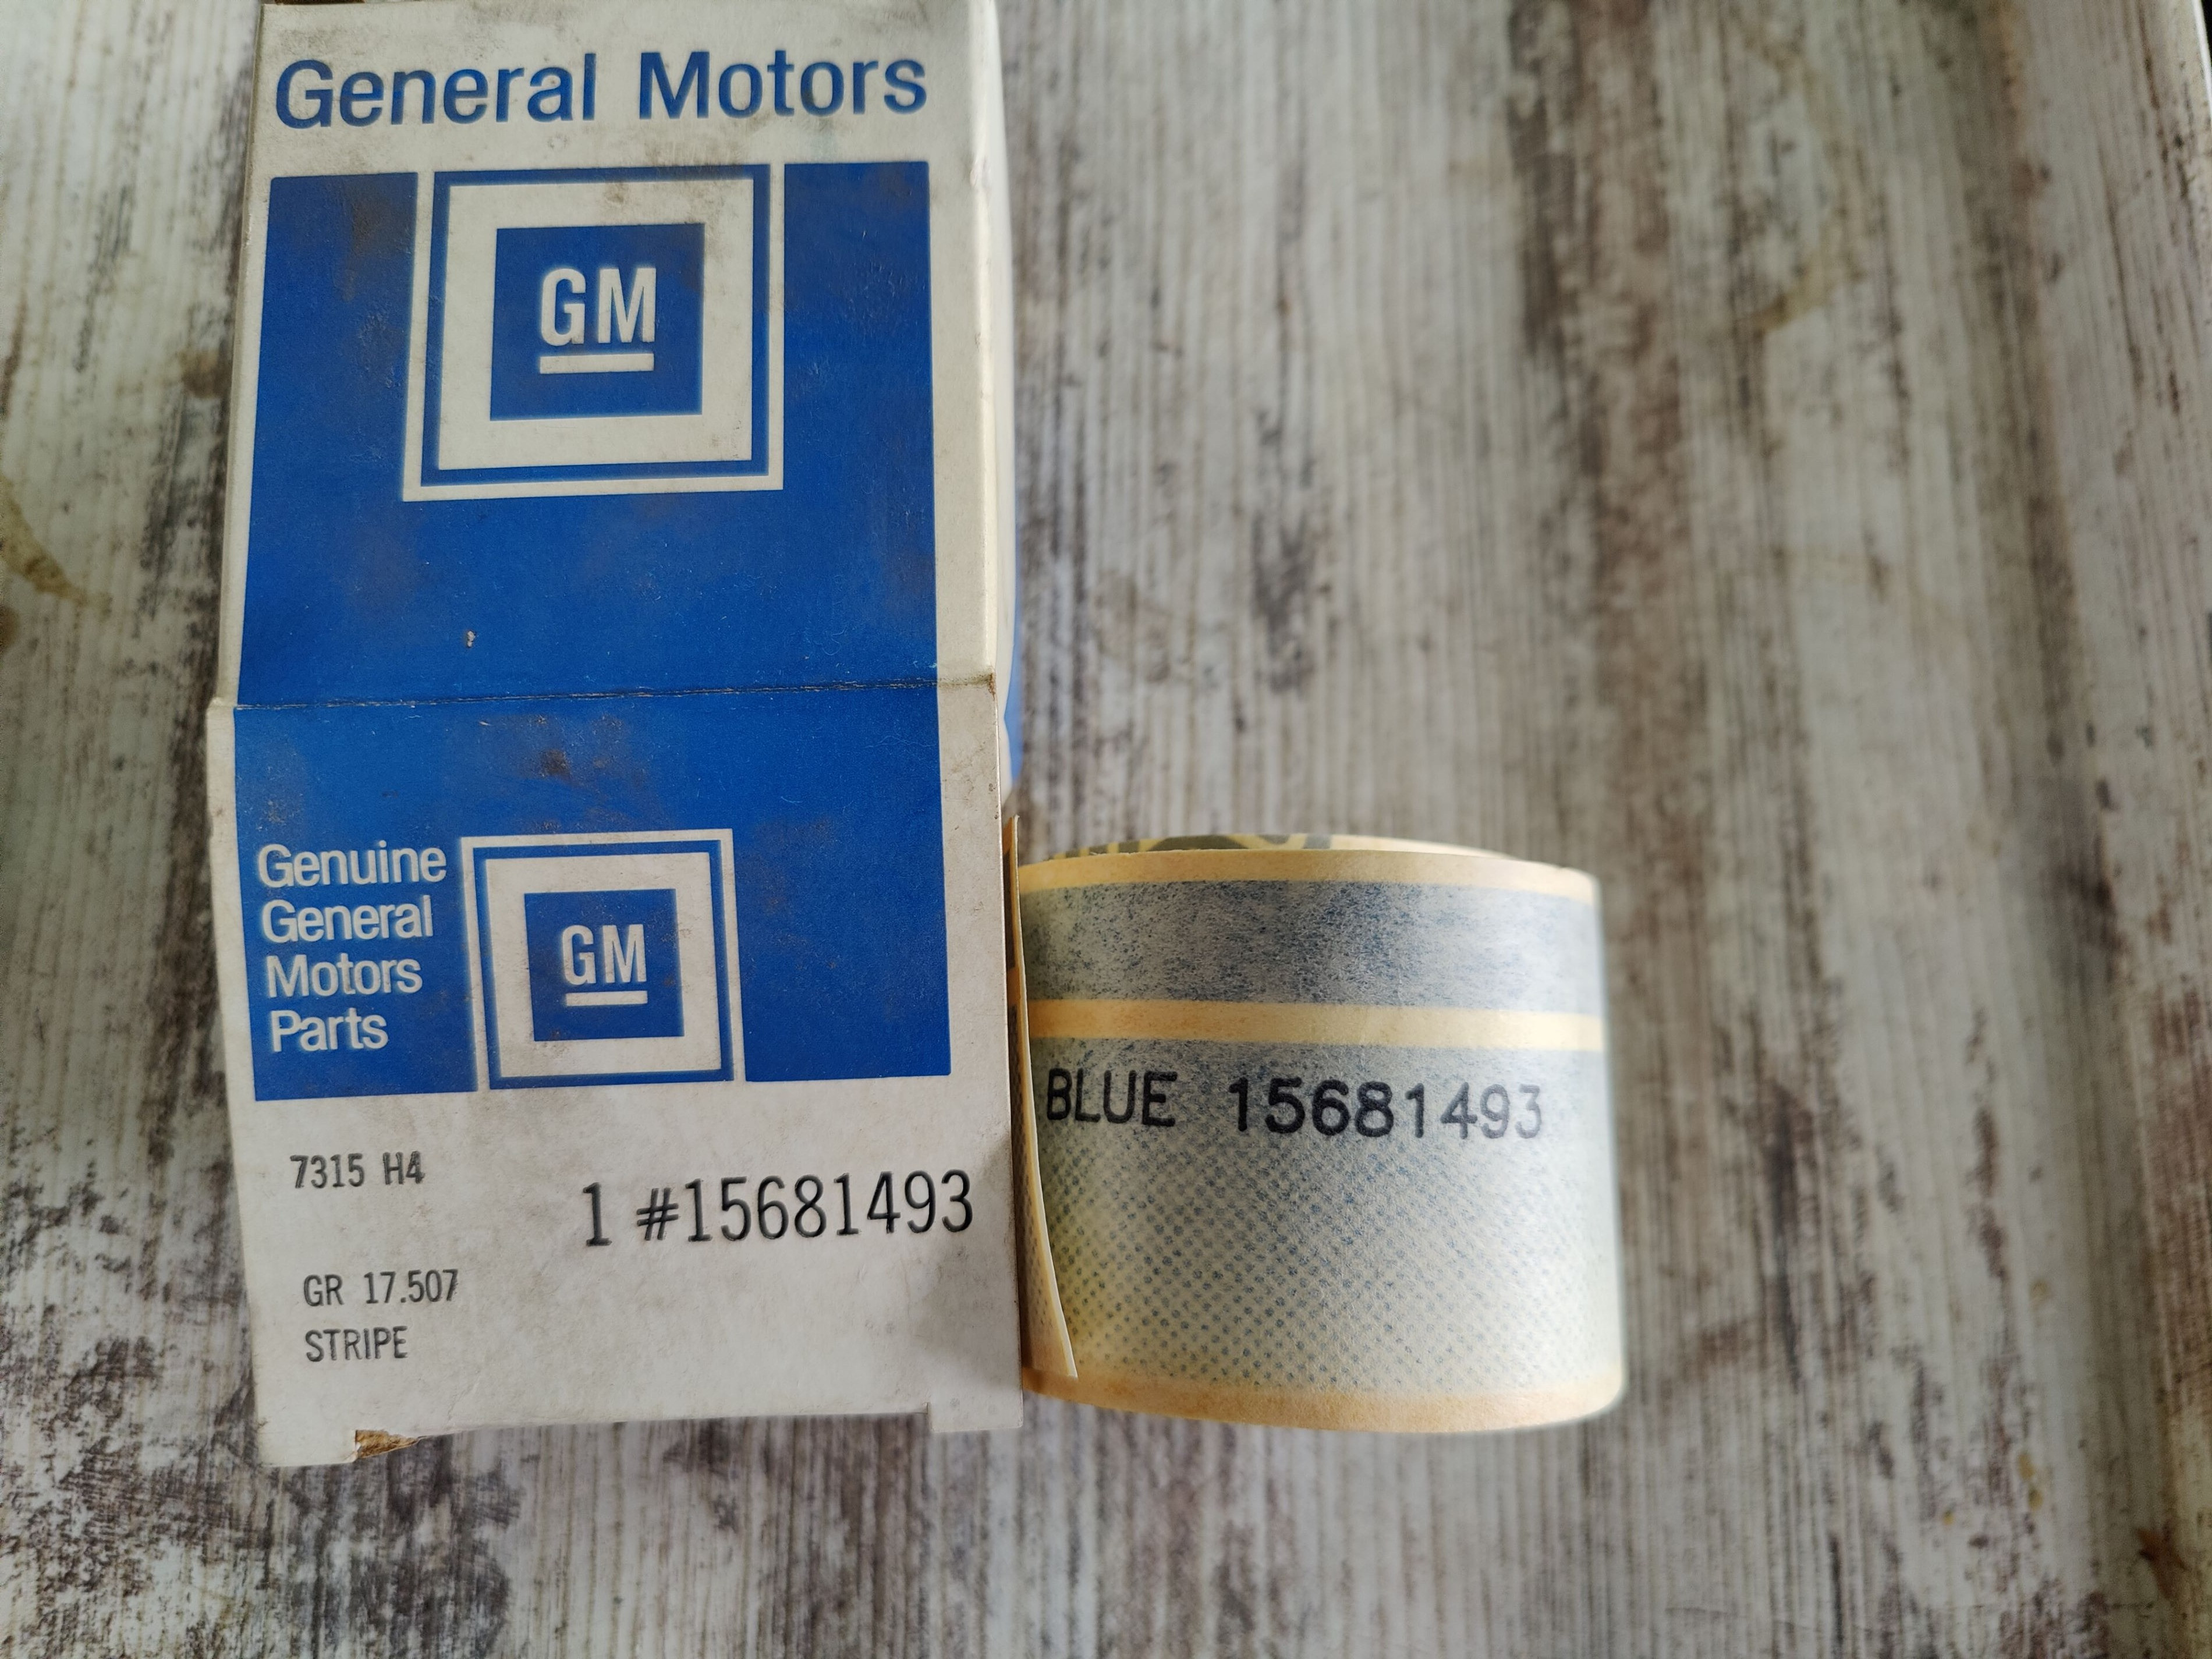 General Motors
GM
Genuine
General
Motors
Parts
GM
7315 H4
1 #15681493
GR 17.507
STRIPE
BLUE 15681493